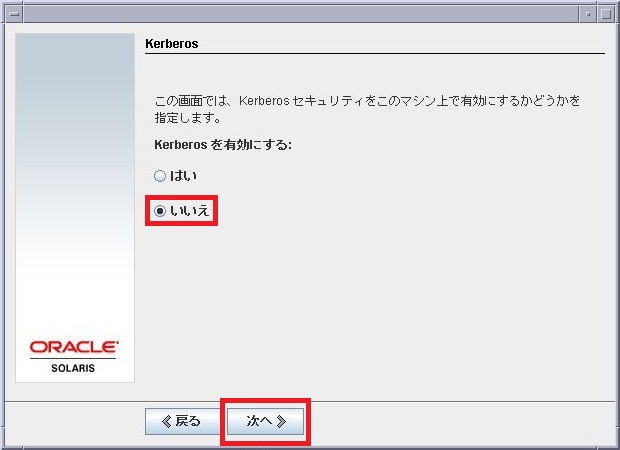 Kerberos
この画面では、Kerberos セキュリティをこのマシン上で有効にするかどうかを
指定します。
Kerberos を有効にする:
はい
いいえ
ORACLE
SOLARIS
戻る
次へ